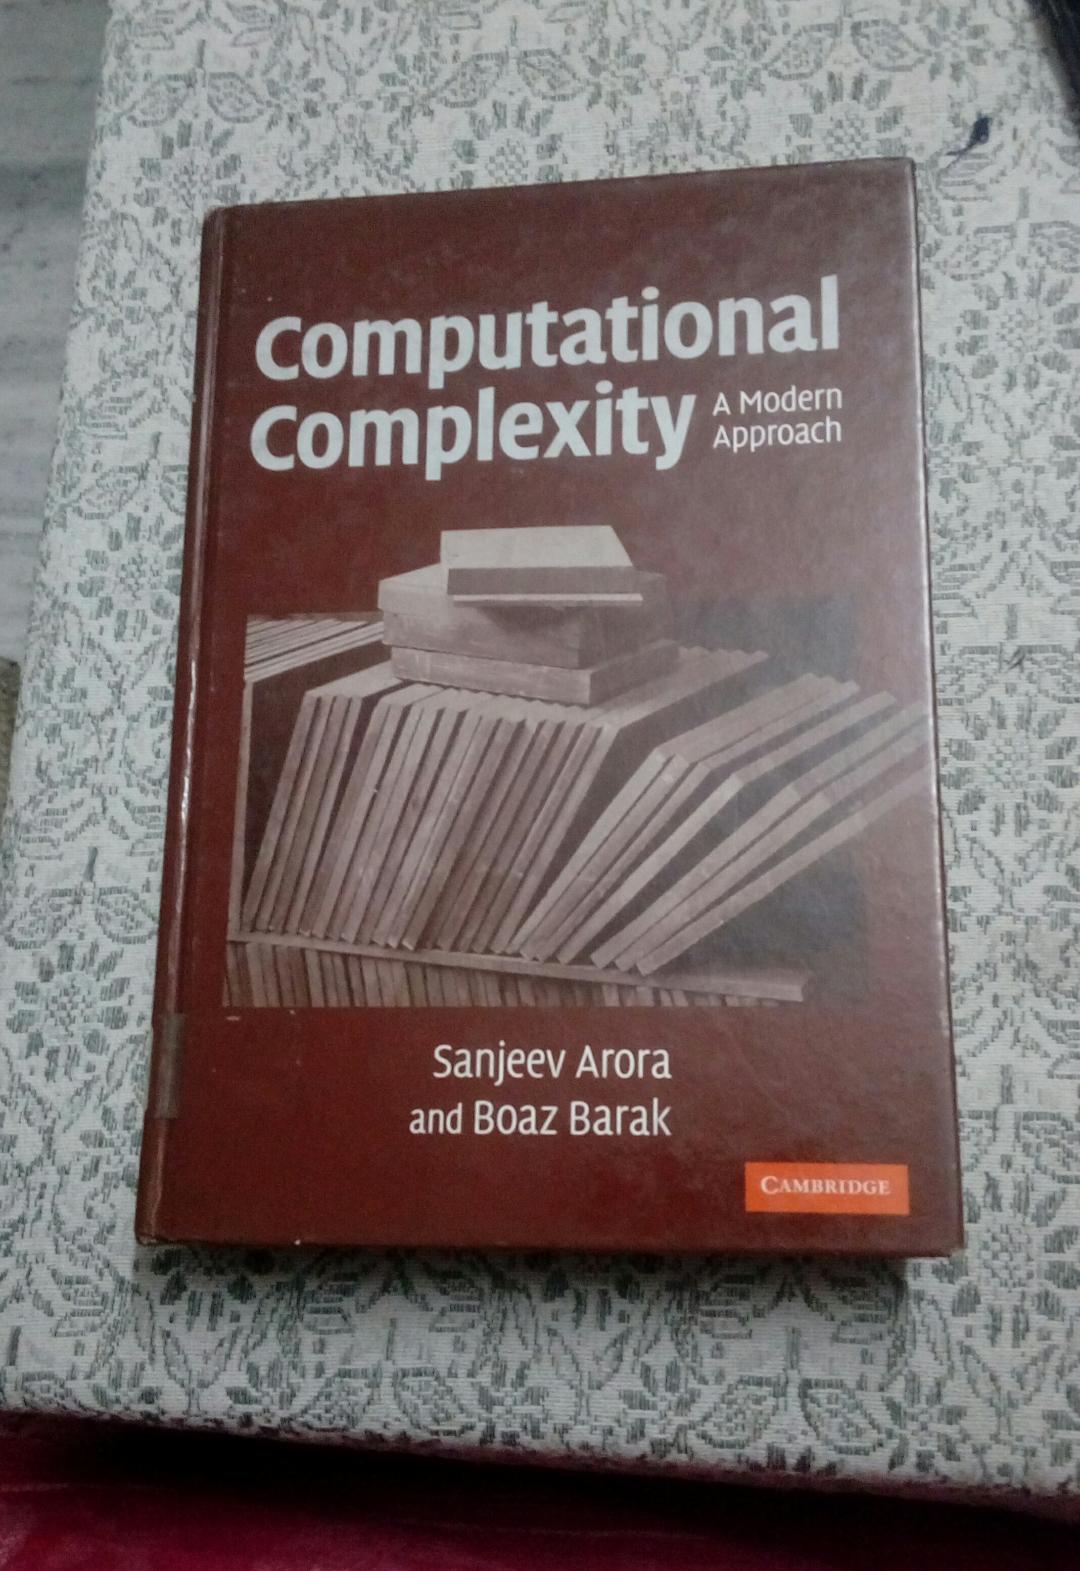 Computational
Complexity
A Modern
Approach
Sanjeev Arora
and Boaz Barak
CAMBRIDGE